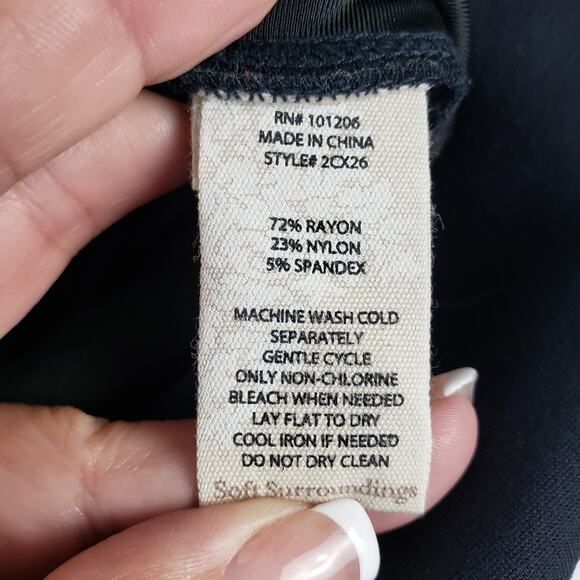 RN# 101206
MADE IN CHINA
STYLE# 2CX26
72% RAYON
23% NYLON
5% SPANDEX
MACHINE WASH COLD
SEPARATELY
GENTLE CYCLE
ONLY NON-CHLORINE
BLEACH WHEN NEEDED
LAY FLAT TO DRY
COOL IRON IF NEEDED
DO NOT DRY CLEAN
Soft Surroundings